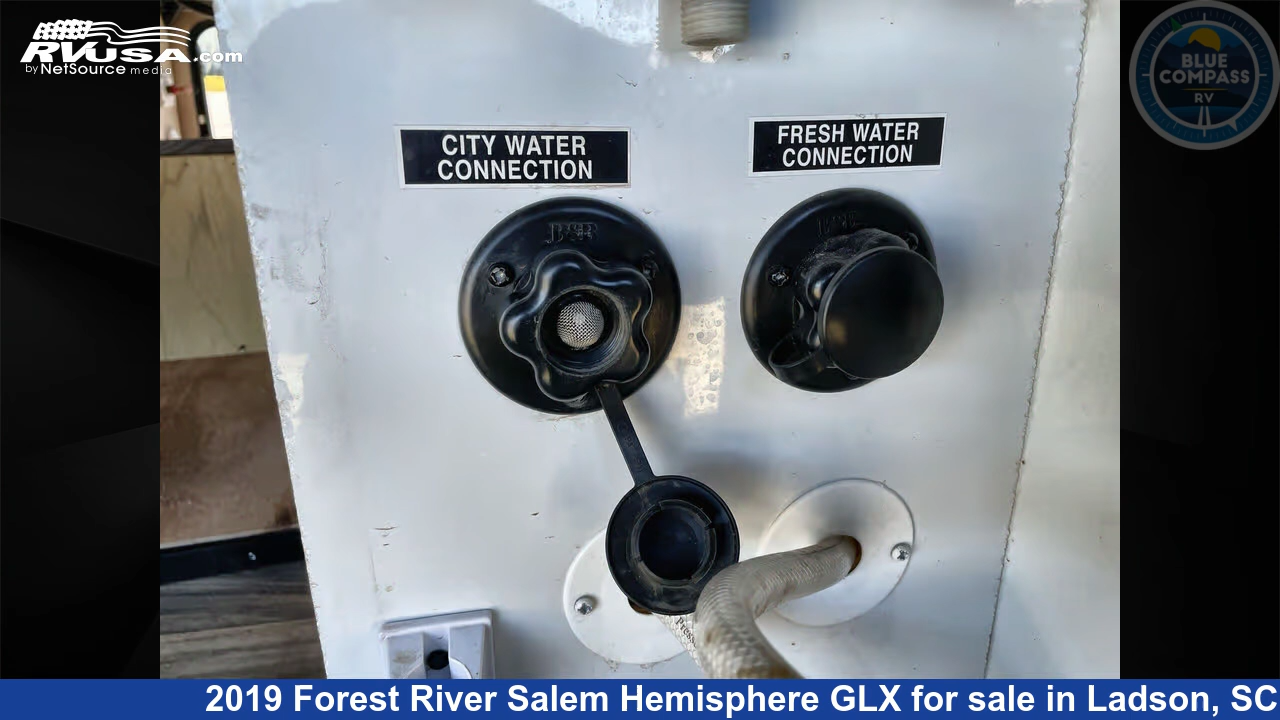 RVUSA.com
by NetSource media
BLUE
COMPASS
RV
CITY WATER
CONNECTION
FRESH WATER
CONNECTION
2019 Forest River Salem Hemisphere GLX for sale in Ladson, SC